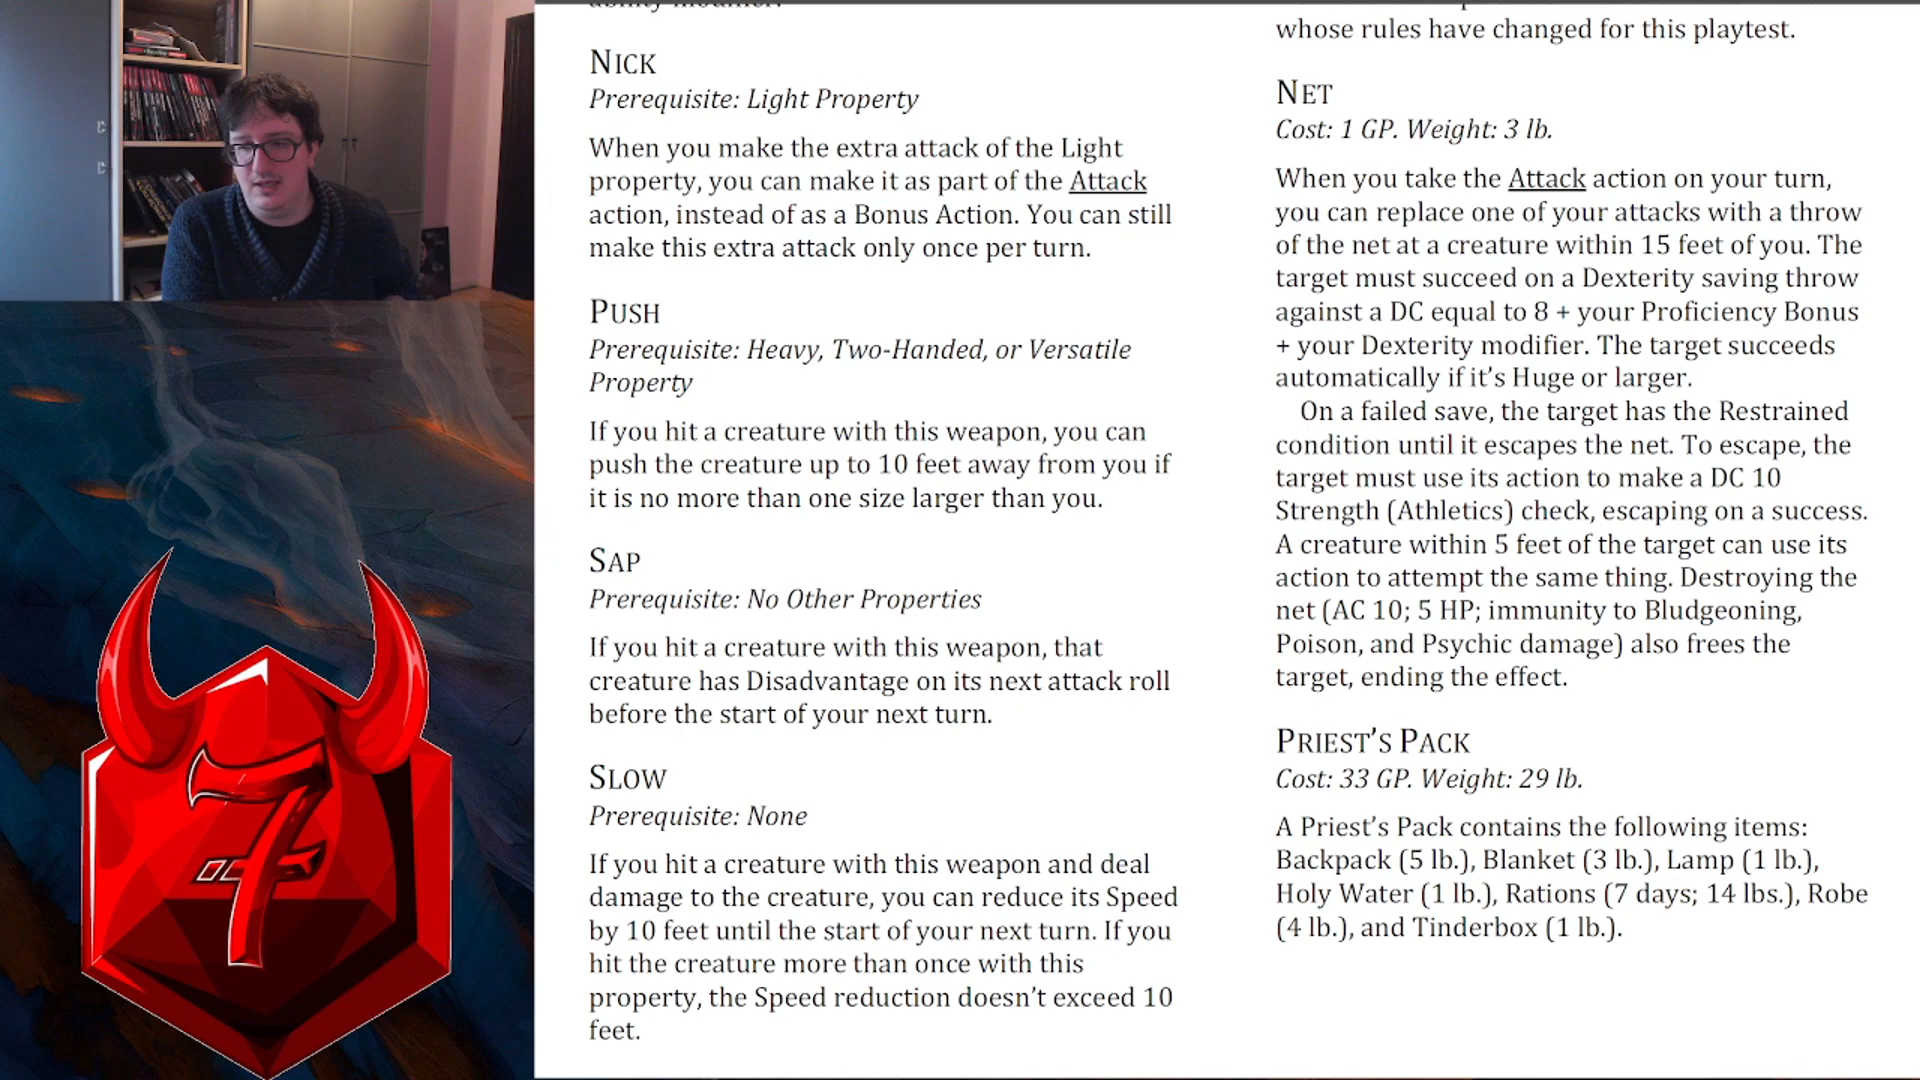 ability modifier.
NICK
Prerequisite: Light Property
When you make the extra attack of the Light
property, you can make it as part of the Attack
action, instead of as a Bonus Action. You can still
make this extra attack only once per turn.
PUSH
Prerequisite: Heavy, Two-Handed, or Versatile
Property
If you hit a creature with this weapon, you can
push the creature up to 10 feet away from you if
it is no more than one size larger than you.
SAP
Prerequisite: No Other Properties
If you hit a creature with this weapon, that
creature has Disadvantage on its next attack roll
before the start of your next turn.
SLOW
Prerequisite: None
If you hit a creature with this weapon and deal
damage to the creature, you can reduce its Speed
by 10 feet until the start of your next turn. If you
hit the creature more than once with this
property, the Speed reduction doesn't exceed 10
feet.
whose rules have changed for this playtest.
NET
Cost: 1 GP. Weight: 3 lb.
When you take the Attack action on your turn,
you can replace one of your attacks with a throw
of the net at a creature within 15 feet of you. The
target must succeed on a Dexterity saving throw
against a DC equal to 8 + your Proficiency Bonus
+ your Dexterity modifier. The target succeeds
automatically if it's Huge or larger.
On a failed save, the target has the Restrained
condition until it escapes the net. To escape, the
target must use its action to make a DC 10
Strength (Athletics) check, escaping on a success.
A creature within 5 feet of the target can use its
action to attempt the same thing. Destroying the
net (AC 10; 5 HP; immunity to Bludgeoning,
Poison, and Psychic damage) also frees the
target, ending the effect.
PRIEST'S PACK
Cost: 33 GP. Weight: 29 lb.
A Priest's Pack contains the following items:
Backpack (5 lb.), Blanket (3 lb.), Lamp (1 lb.),
Holy Water (1 lb.), Rations (7 days; 14 lbs.), Robe
(4 lb.), and Tinderbox (1 lb.).
7